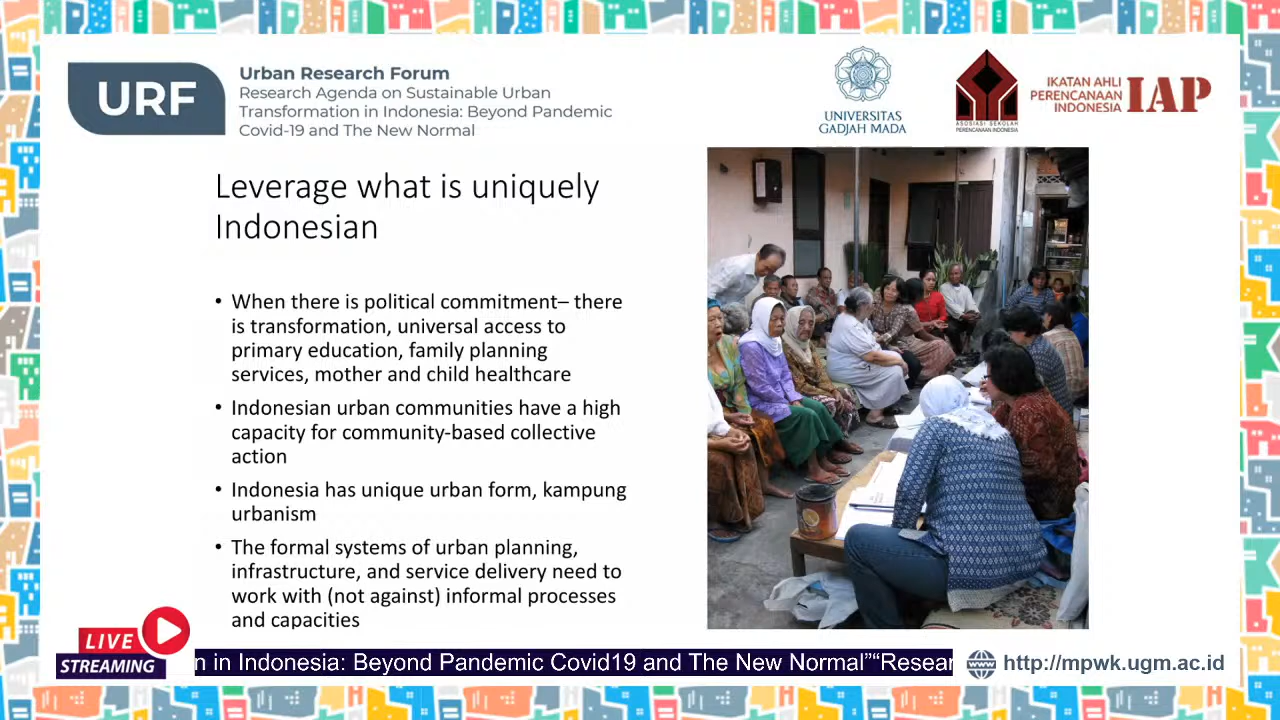 URF
Urban Research Forum
Research Agenda on Sustainable Urban
Transformation in Indonesia: Beyond Pandemic
Covid-19 and The New Normal
UNIVERSITAS
GADJAH MADA
ASOSIASI SEKOLAH
PERENCANAAN INDONESIA
IKATAN AHLI
PERENCANAAN
INDONESIA
IAP
Leverage what is uniquely
Indonesian
• When there is political commitment– there
is transformation, universal access to
primary education, family planning
services, mother and child healthcare
• Indonesian urban communities have a high
capacity for community-based collective
action
• Indonesia has unique urban form, kampung
urbanism
• The formal systems of urban planning,
infrastructure, and service delivery need to
work with (not against) informal processes
and capacities
LIVE
STREAMING
n in Indonesia: Beyond Pandemic Covid19 and The New Normal”“Resear
http://mpwk.ugm.ac.id